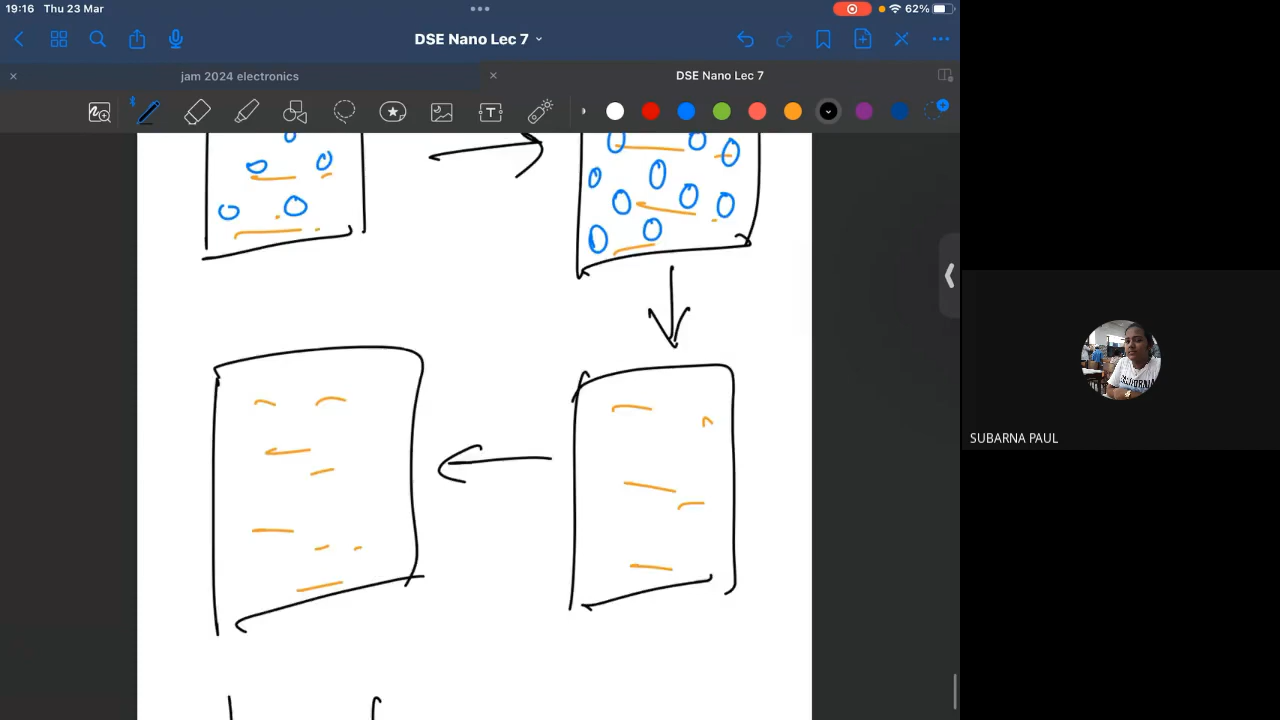 19:16 Thu 23 Mar
62%
DSE Nano Lec 7
jam 2024 electronics
DSE Nano Lec 7
T
SUBARNA PAUL
CALIFORNIA